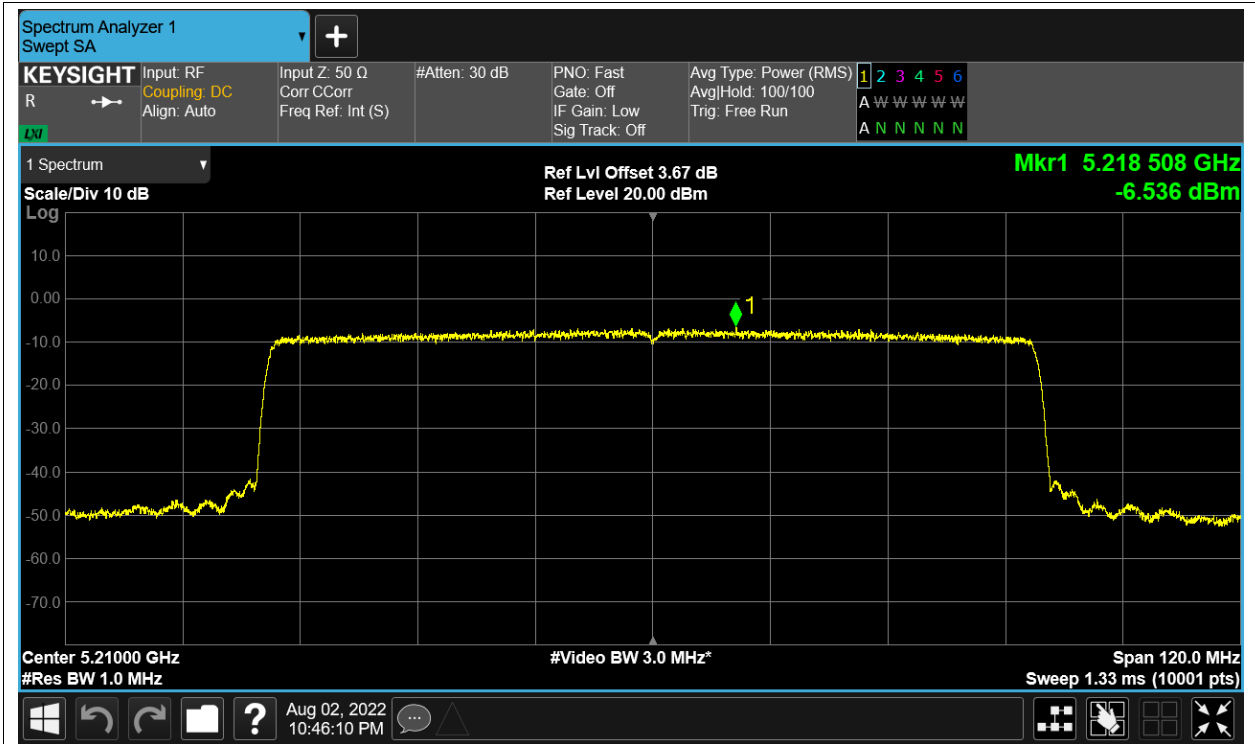 Spectrum Analyzer 1
Swept SA
KEYSIGHT
R
LXI
Input: RF
Coupling: DC
Align: Auto
Input Z: 50 Ω
Corr CCorr
Freq Ref: Int (S)
#Atten: 30 dB
PNO: Fast
Gate: Off
IF Gain: Low
Sig Track: Off
Avg Type: Power (RMS)
Avg|Hold: 100/100
Trig: Free Run
1 2 3 4 5 6
A W W W W W
A N N N N N
1 Spectrum
Scale/Div 10 dB
Log
Ref Lvl Offset 3.67 dB
Ref Level 20.00 dBm
Mkr1 5.218 508 GHz
-6.536 dBm
10.0
0.00
1
-10.0
-20.0
-30.0
-40.0
-50.0
-60.0
-70.0
Center 5.21000 GHz
#Res BW 1.0 MHz
#Video BW 3.0 MHz*
Span 120.0 MHz
Sweep 1.33 ms (10001 pts)
?
Aug 02, 2022
10:46:10 PM